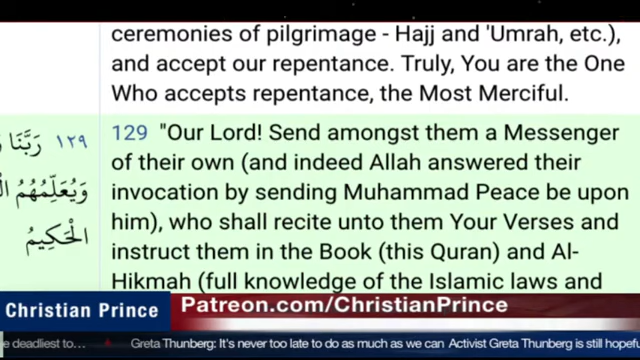 ceremonies of pilgrimage - Hajj and 'Umrah, etc.),
and accept our repentance. Truly, You are the One
Who accepts repentance, the Most Merciful.
١٢٩ رَبَّنَا
129 "Our Lord! Send amongst them a Messenger
of their own (and indeed Allah answered their
وَيُعَلِّمُهُمُ
invocation by sending Muhammad Peace be upon
him), who shall recite unto them Your Verses and
الْحَكِيمُ
instruct them in the Book (this Quran) and Al-
Hikmah (full knowledge of the Islamic laws and
Christian Prince
Patreon.com/ChristianPrince
e deadliest to... Greta Thunberg: It's never too late to do as much as we can Activist Greta Thunberg is still hopefu